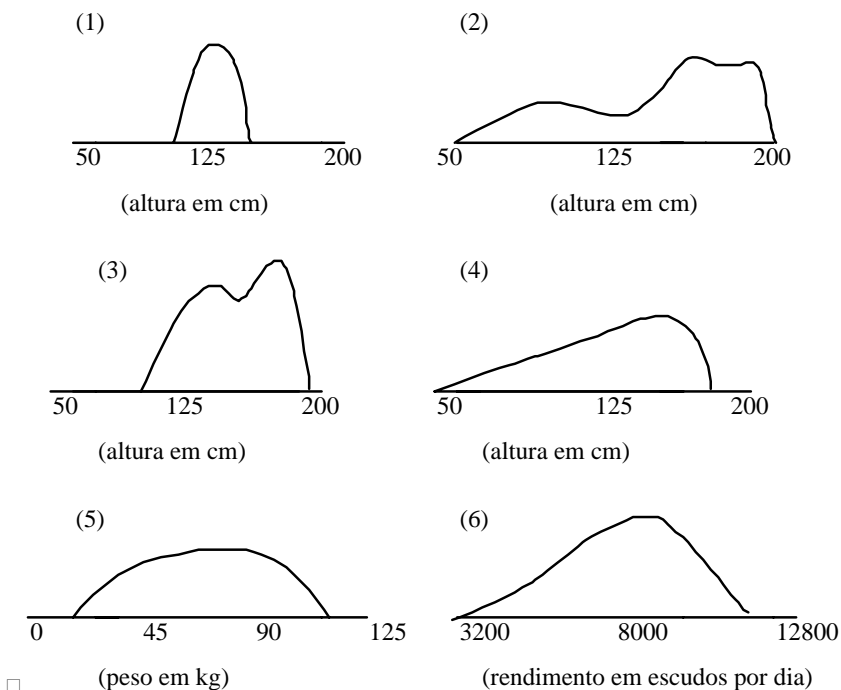 (1) (2)
50 125 200 50 125 200
(altura em cm) (altura em cm)
(3) (4)
50 125 200 50 125 200
(altura em cm) (altura em cm)
(5) (6)
0 45 90 125 3200 8000 12800
(peso em kg) (rendimento em escudos por dia)